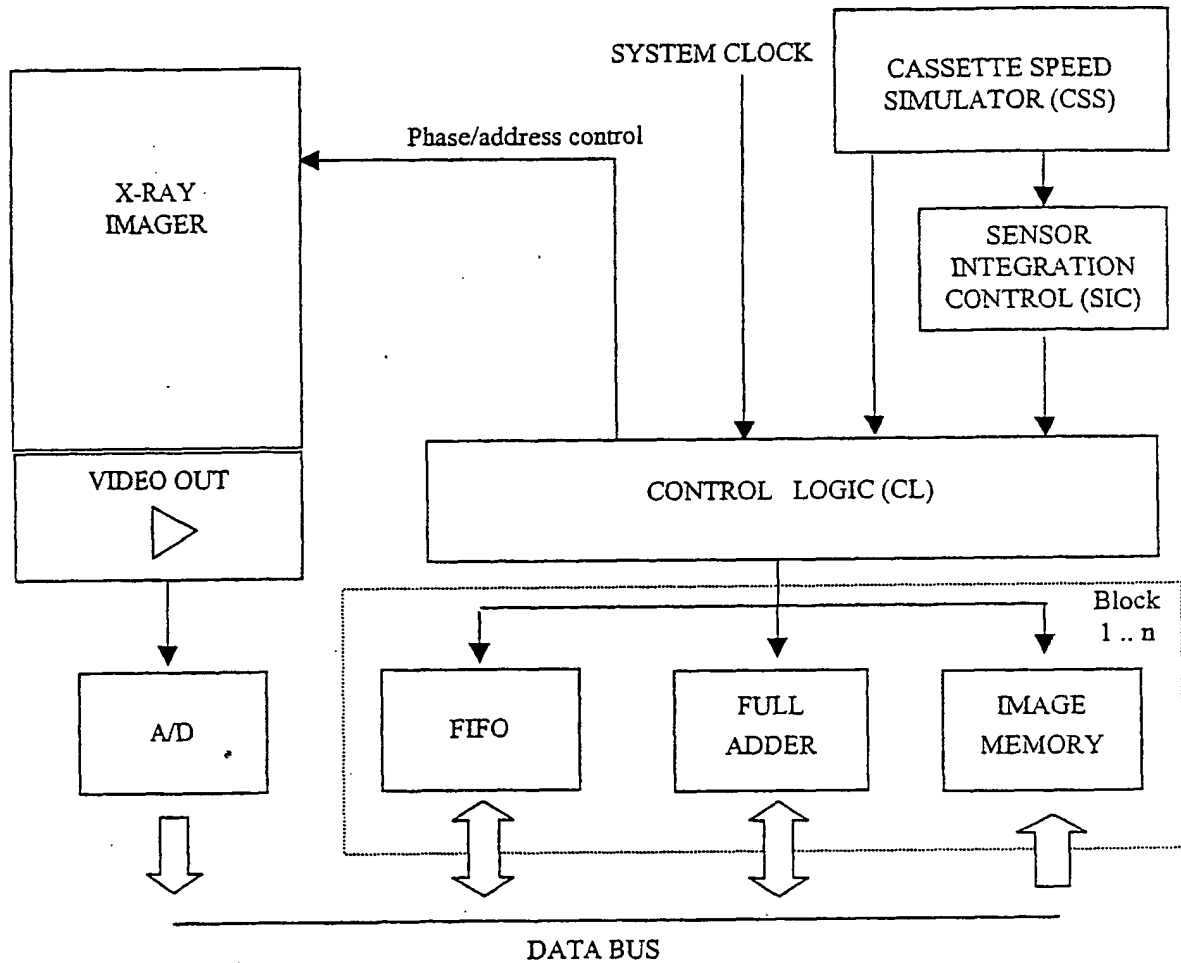 SYSTEM CLOCK
CASSETTE SPEED
SIMULATOR (CSS)
Phase/address control
X-RAY
IMAGER
SENSOR
INTEGRATION
CONTROL (SIC)
VIDEO OUT
CONTROL LOGIC (CL)
Block
1 .. n
A/D
FIFO
FULL
ADDER
IMAGE
MEMORY
DATA BUS